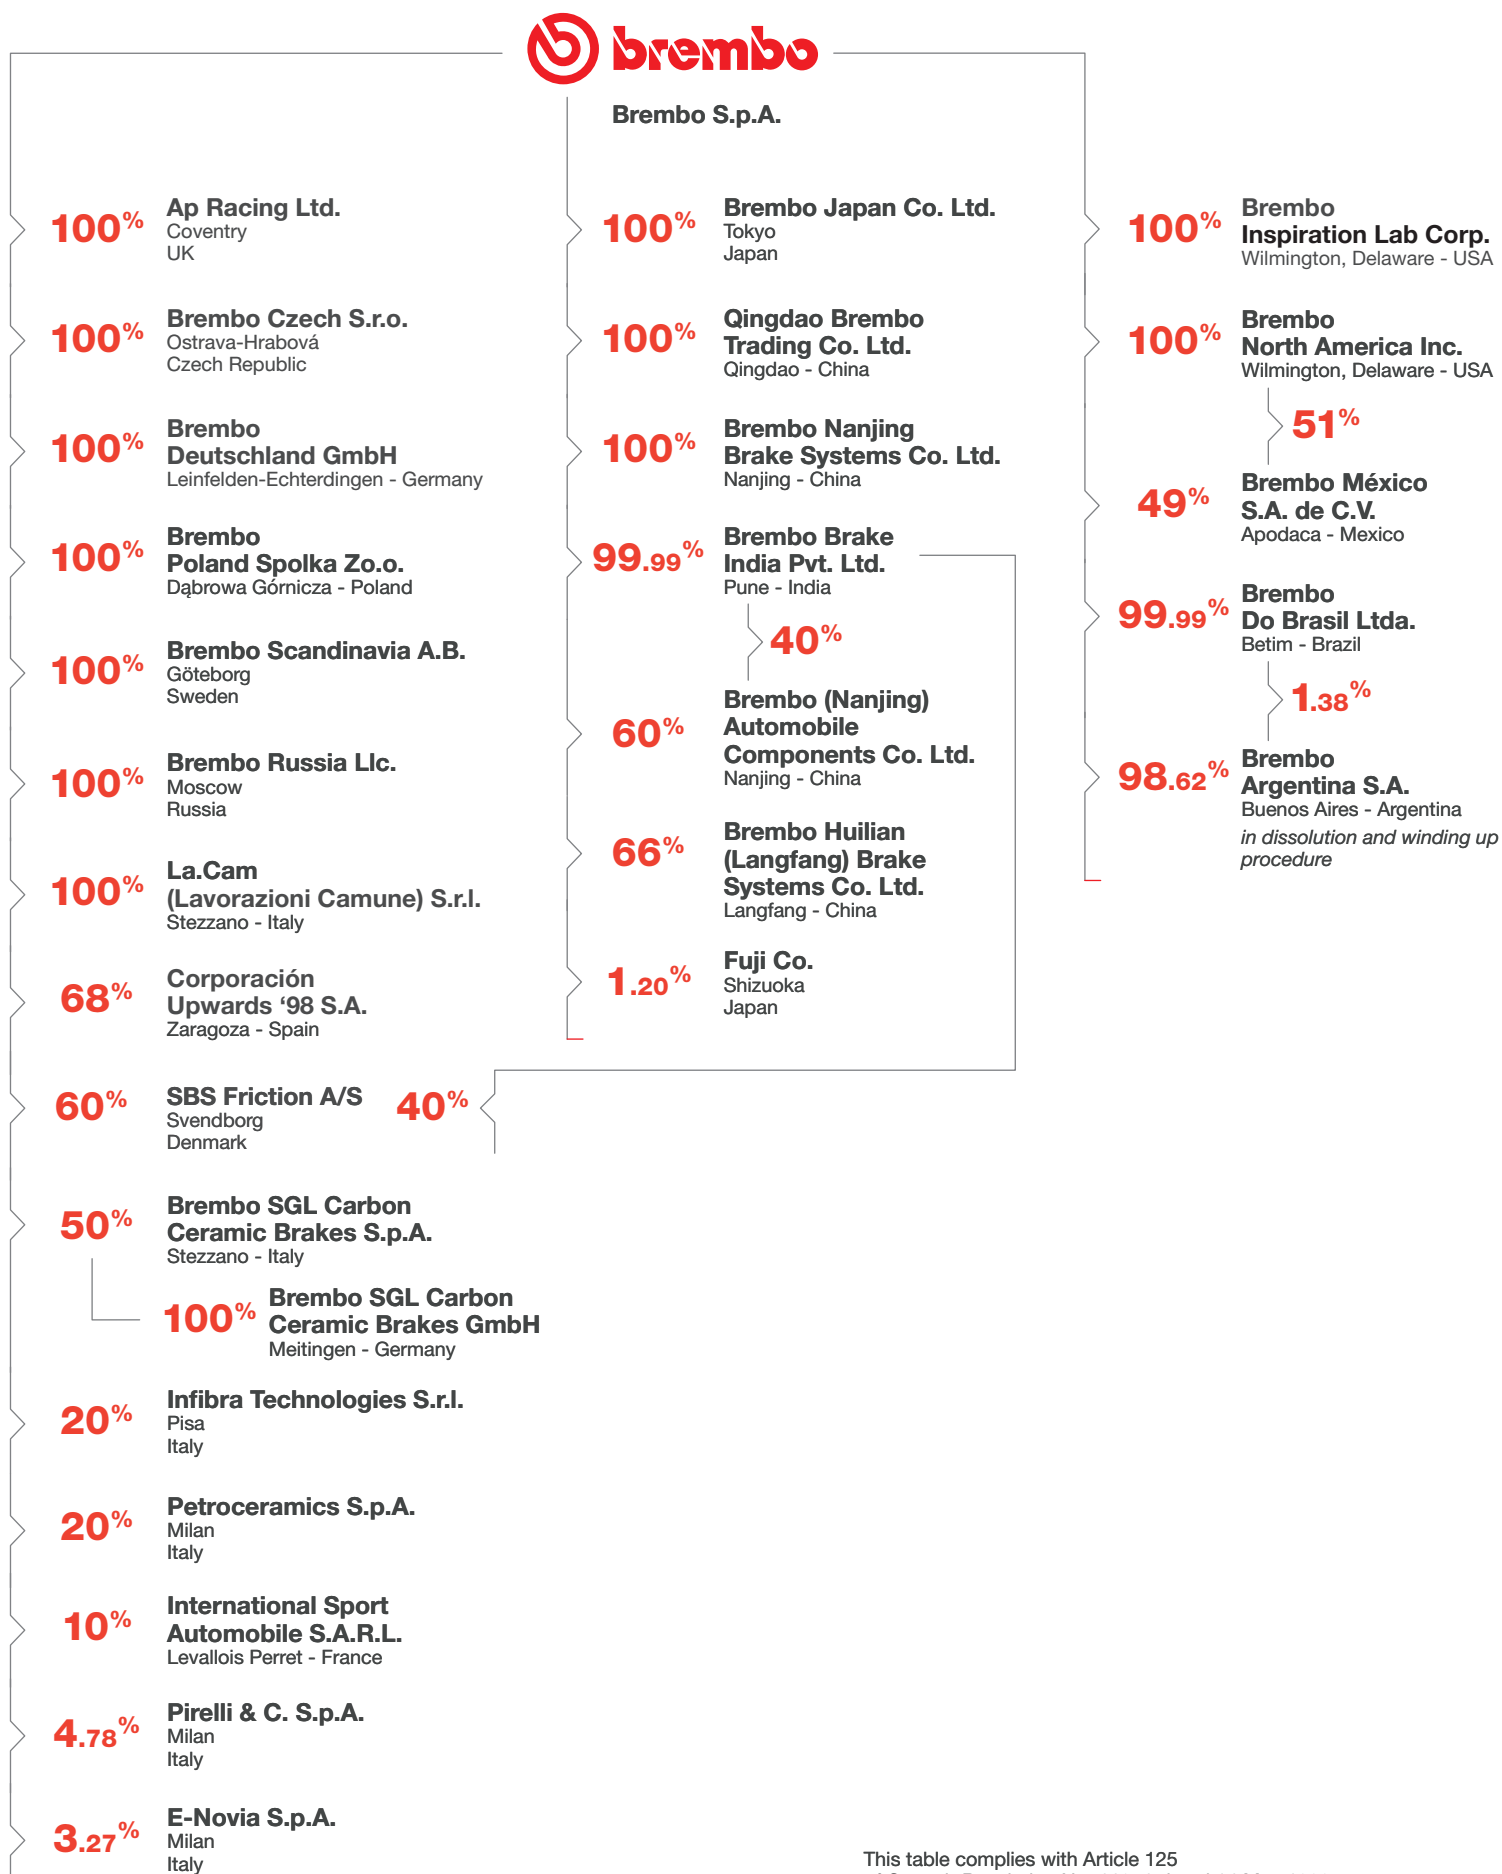 brembo
Brembo S.p.A.
100%
Ap Racing Ltd.
Coventry
UK
100%
Brembo Czech S.r.o.
Ostrava-Hrabová
Czech Republic
100%
Brembo
Deutschland GmbH
Leinfelden-Echterdingen - Germany
100%
Brembo
Poland Spolka Zo.o.
Dąbrowa Górnicza - Poland
100%
Brembo Scandinavia A.B.
Göteborg
Sweden
100%
Brembo Russia Llc.
Moscow
Russia
100%
La.Cam
(Lavorazioni Camune) S.r.l.
Stezzano - Italy
68%
Corporación
Upwards ‘98 S.A.
Zaragoza - Spain
60%
SBS Friction A/S
Svendborg
Denmark
40%
50%
Brembo SGL Carbon
Ceramic Brakes S.p.A.
Stezzano - Italy
100%
Brembo SGL Carbon
Ceramic Brakes GmbH
Meitingen - Germany
20%
Infibra Technologies S.r.l.
Pisa
Italy
20%
Petroceramics S.p.A.
Milan
Italy
10%
International Sport
Automobile S.A.R.L.
Levallois Perret - France
4.78%
Pirelli & C. S.p.A.
Milan
Italy
3.27%
E-Novia S.p.A.
Milan
Italy
100%
Brembo Japan Co. Ltd.
Tokyo
Japan
100%
Qingdao Brembo
Trading Co. Ltd.
Qingdao - China
100%
Brembo Nanjing
Brake Systems Co. Ltd.
Nanjing - China
99.99%
Brembo Brake
India Pvt. Ltd.
Pune - India
40%
60%
Brembo (Nanjing)
Automobile
Components Co. Ltd.
Nanjing - China
66%
Brembo Huilian
(Langfang) Brake
Systems Co. Ltd.
Langfang - China
1.20%
Fuji Co.
Shizuoka
Japan
100%
Brembo
Inspiration Lab Corp.
Wilmington, Delaware - USA
100%
Brembo
North America Inc.
Wilmington, Delaware - USA
51%
49%
Brembo México
S.A. de C.V.
Apodaca - Mexico
99.99%
Brembo
Do Brasil Ltda.
Betim - Brazil
1.38%
98.62%
Brembo
Argentina S.A.
Buenos Aires - Argentina
in dissolution and winding up
procedure
This table complies with Article 125